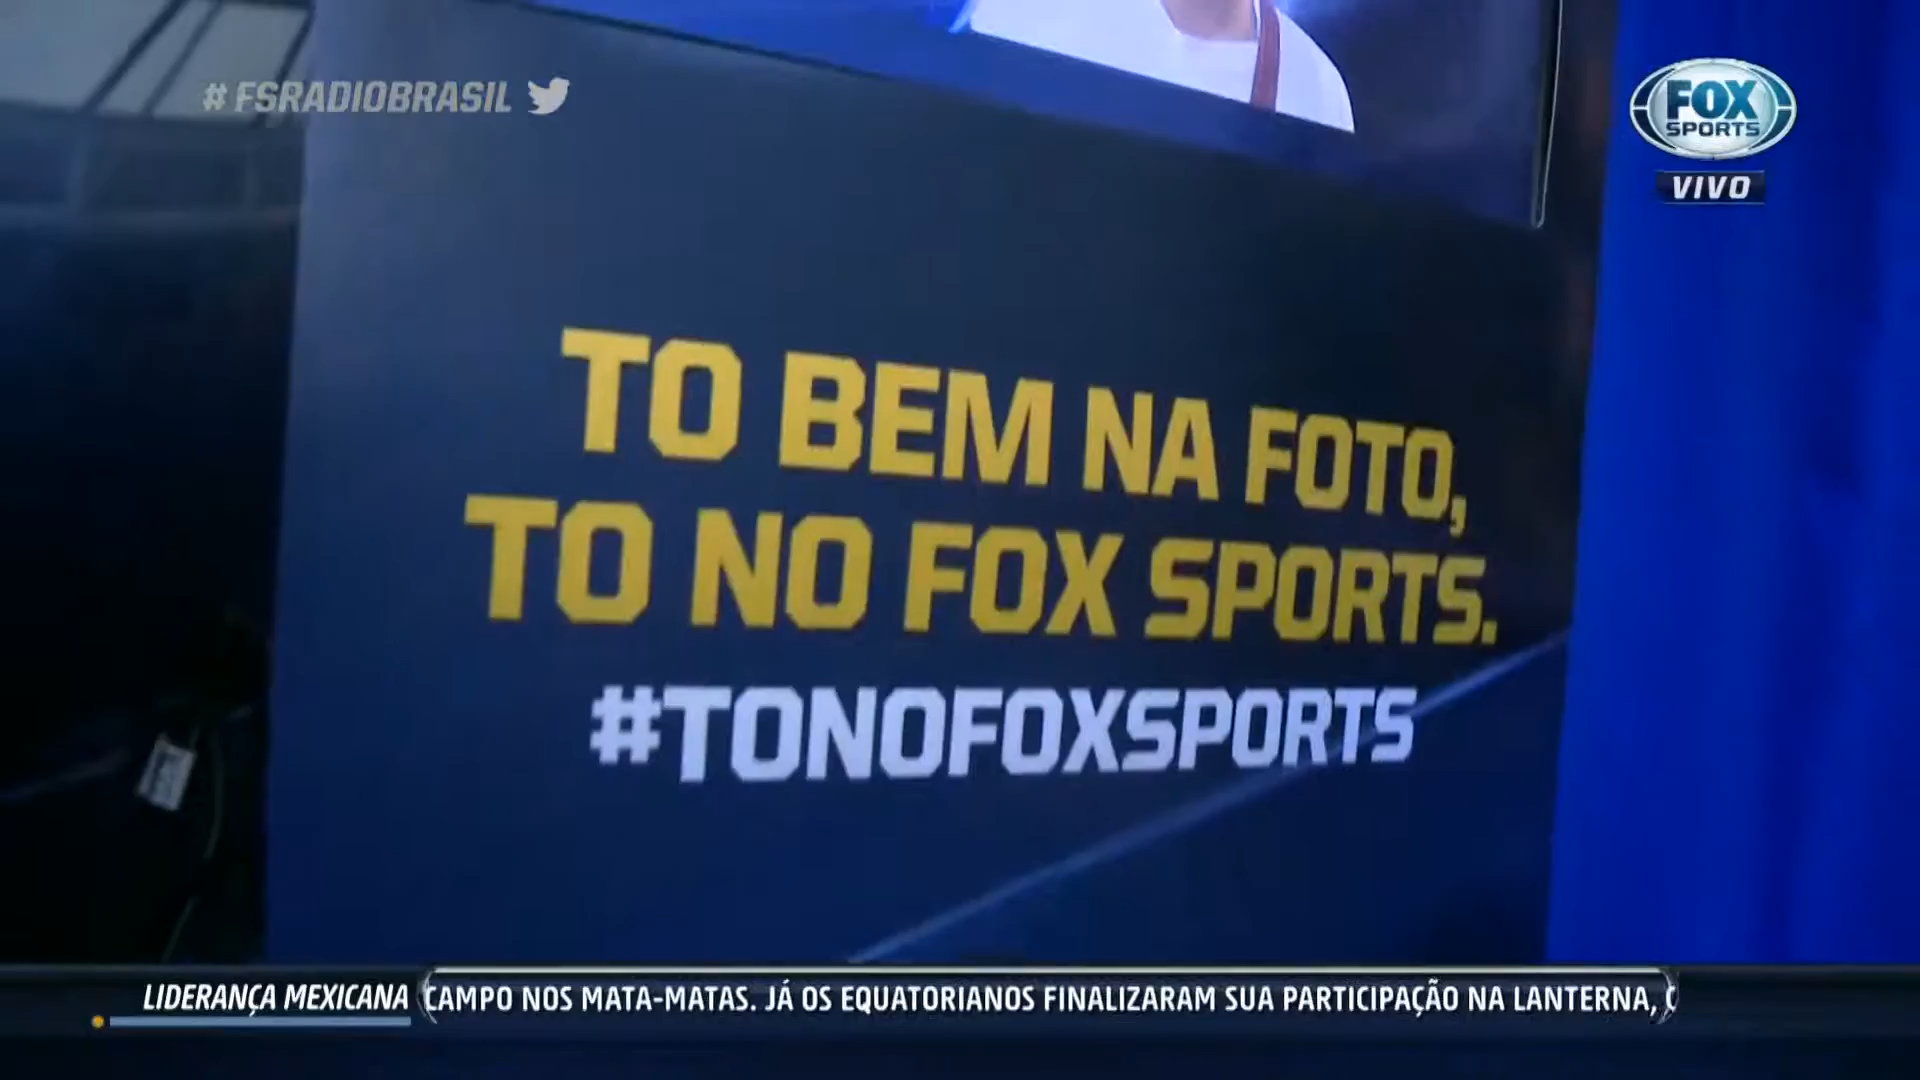 #FSRADIOBRASIL
FOX
SPORTS
VIVO
TO BEM NA FOTO,
TO NO FOX SPORTS.
#TONOFOXSPORTS
LIDERANÇA MEXICANA
CAMPO NOS MATA-MATAS. JÁ OS EQUATORIANOS FINALIZARAM SUA PARTICIPAÇÃO NA LANTERNA,